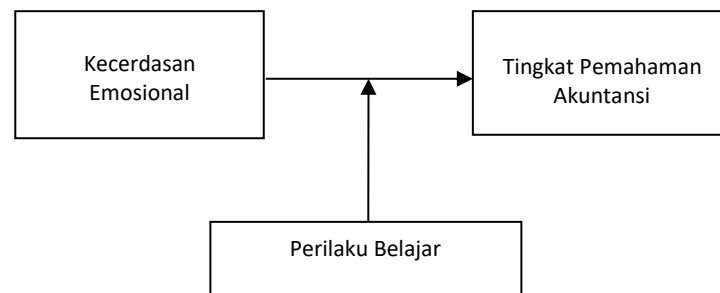 Kecerdasan
Emosional
Tingkat Pemahaman
Akuntansi
Perilaku Belajar